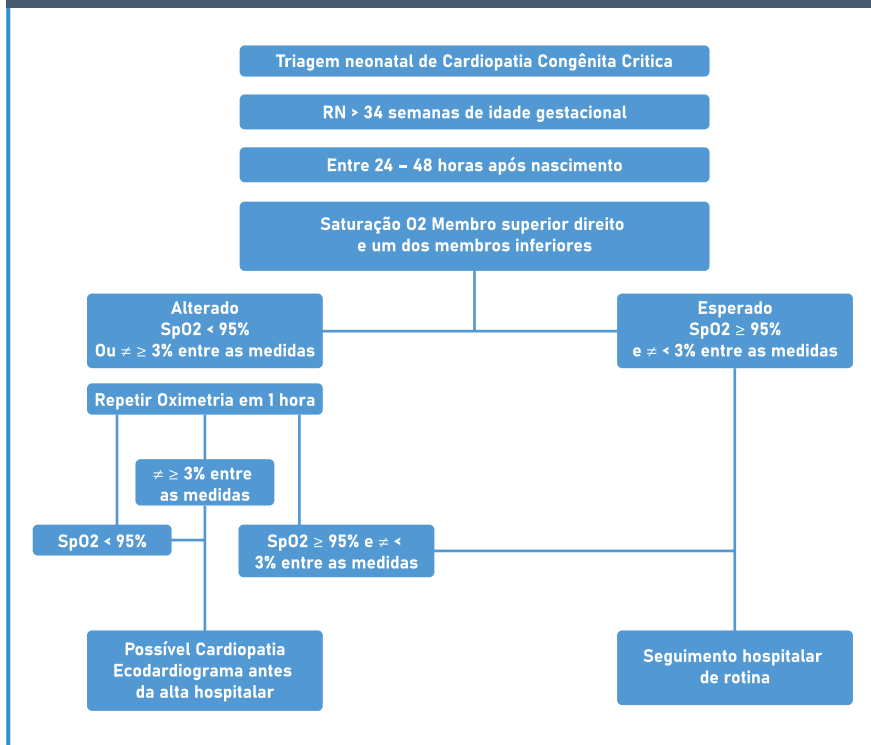 Triagem neonatal de Cardiopatia Congênita Critica
RN > 34 semanas de idade gestacional
Entre 24 – 48 horas após nascimento
Saturação O2 Membro superior direito
e um dos membros inferiores
Alterado
SpO2 < 95%
Ou ≠ ≥ 3% entre as medidas
Esperado
SpO2 ≥ 95%
e ≠ < 3% entre as medidas
Repetir Oximetria em 1 hora
≠ ≥ 3% entre
as medidas
SpO2 < 95%
SpO2 ≥ 95% e ≠ <
3% entre as medidas
Possível Cardiopatia
Ecodardiograma antes
da alta hospitalar
Seguimento hospitalar
de rotina